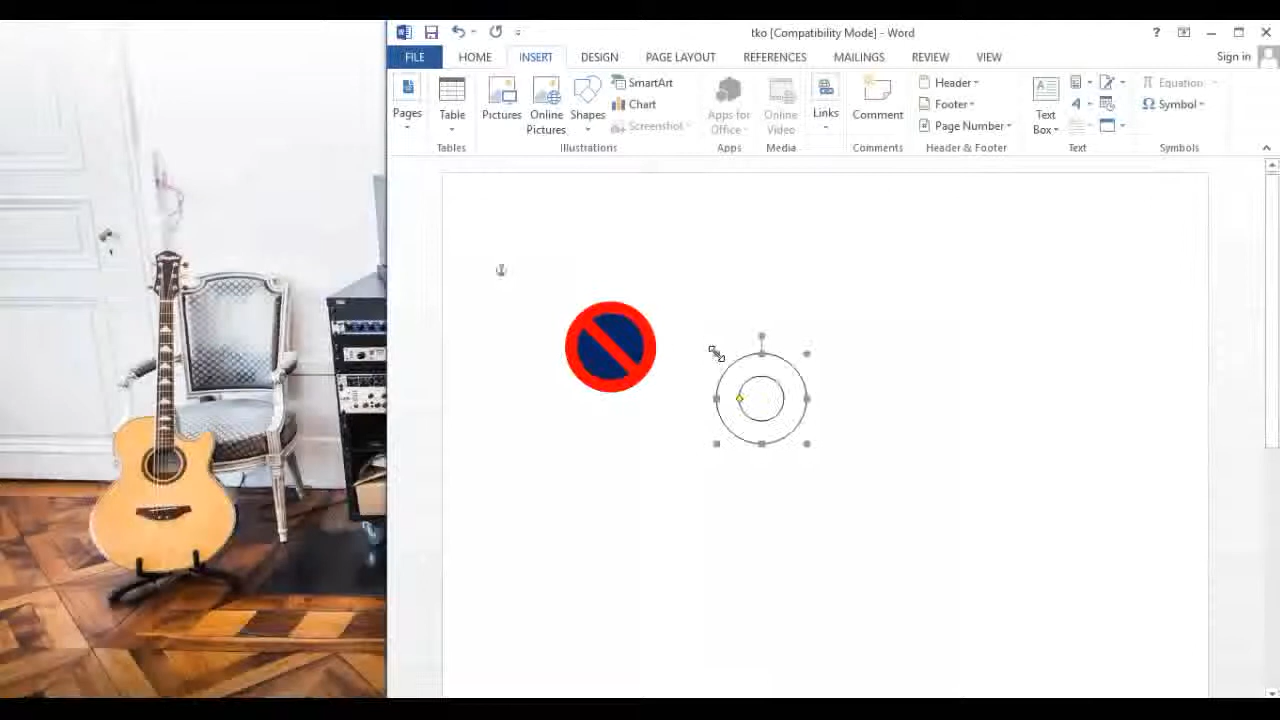 tko [Compatibility Mode] - Word
?
FILE HOME INSERT DESIGN PAGE LAYOUT REFERENCES MAILINGS REVIEW VIEW Sign in
Pages
Table
Pictures
Online Pictures
Shapes
SmartArt
Chart
Screenshot
Apps for Office
Online Video
Links
Comment
Header
Footer
Page Number
Text Box
Equation
Symbol
Tables Illustrations Apps Media Comments Header & Footer Text Symbols